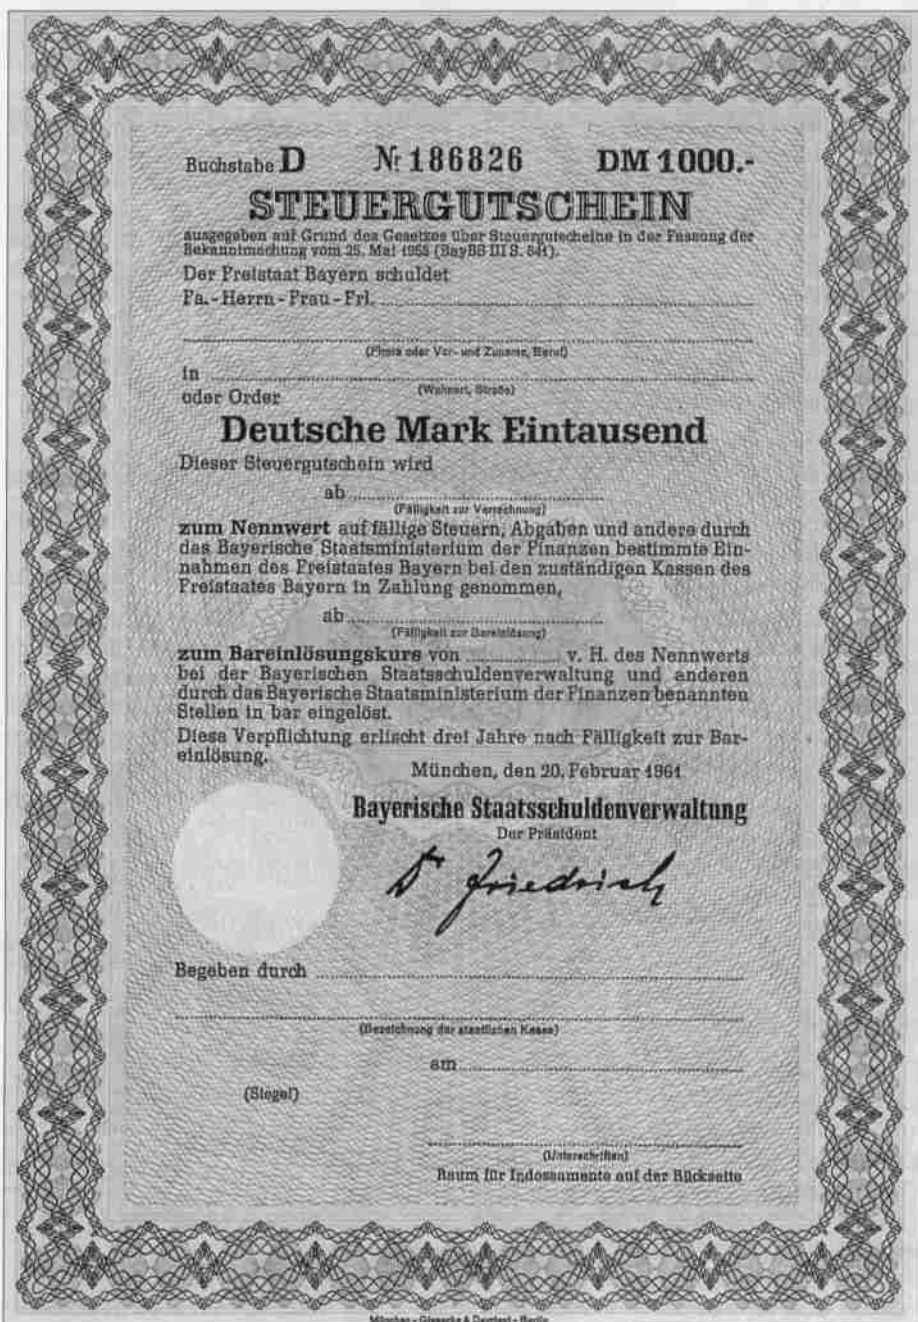 Buchstabe D № 186826 DM 1000.-
STEUERGUTSCHEIN
ausgegeben auf Grund des Gesetzes über Steuergutscheine in der Fassung der
Bekanntmachung vom 25. Mai 1955 (BayBS III S. 541).
Der Freistaat Bayern schuldet
Fa.-Herrn-Frau-Frl.
(Firma oder Vor- und Zuname, Beruf)
in
(Wohnort, Straße)
oder Order
Deutsche Mark Eintausend
Dieser Steuergutschein wird
ab
(Fälligkeit zur Verrechnung)
zum Nennwert auf fällige Steuern, Abgaben und andere durch
das Bayerische Staatsministerium der Finanzen bestimmte Ein-
nahmen des Freistaates Bayern bei den zuständigen Kassen des
Freistaates Bayern in Zahlung genommen,
ab
(Fälligkeit zur Bareinlösung)
zum Bareinlösungskurs von v. H. des Nennwerts
bei der Bayerischen Staatsschuldenverwaltung und anderen
durch das Bayerische Staatsministerium der Finanzen benannten
Stellen in bar eingelöst.
Diese Verpflichtung erlischt drei Jahre nach Fälligkeit zur Bar-
einlösung.
München, den 20. Februar 1961
Bayerische Staatsschuldenverwaltung
Der Präsident
Dr Friedrich
Begeben durch
(Bezeichnung der staatlichen Kasse)
am
(Siegel)
(Unterschriften)
Raum für Indossamente auf der Rückseite
München - Giesecke & Devrient - Berlin